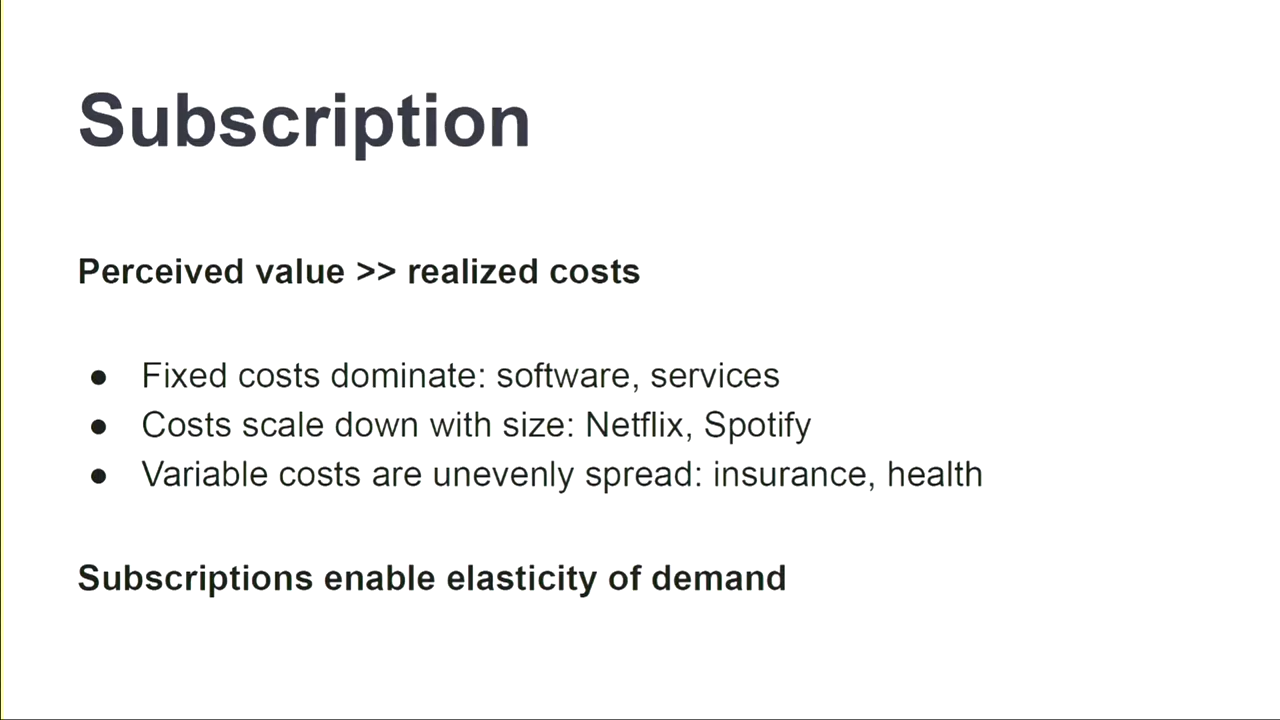 Subscription
Perceived value >> realized costs
● Fixed costs dominate: software, services
● Costs scale down with size: Netflix, Spotify
● Variable costs are unevenly spread: insurance, health
Subscriptions enable elasticity of demand